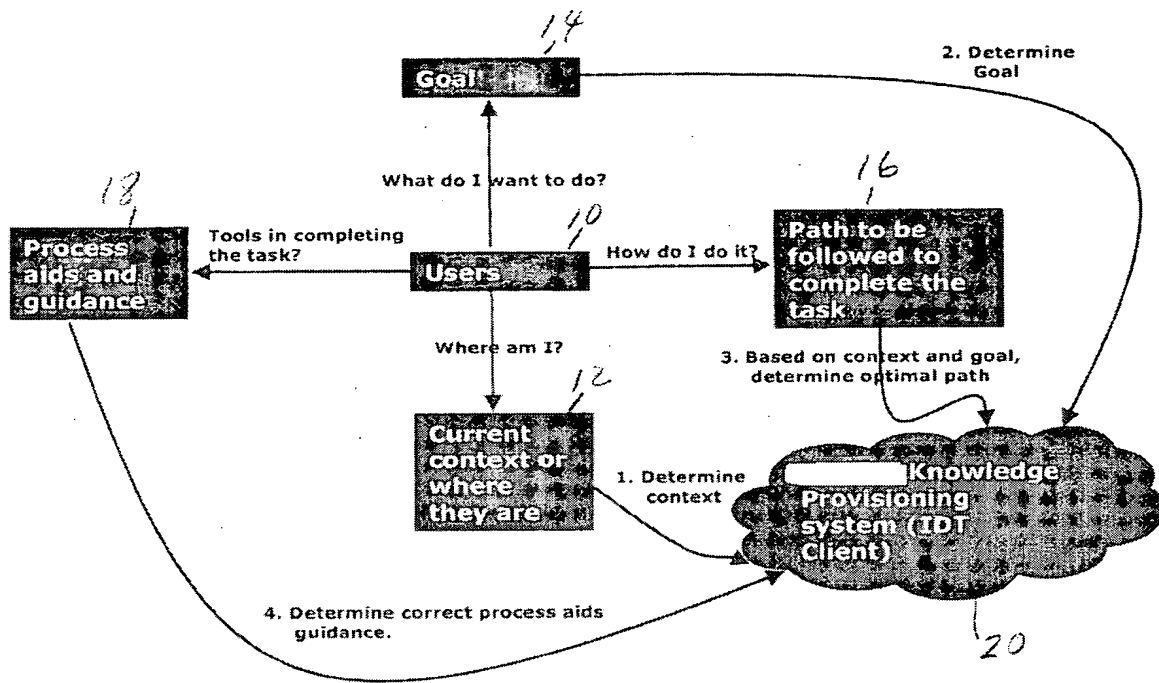 14
Goal
2. Determine
Goal
What do I want to do?
18
Process
aids and
guidance
Tools in completing
the task?
10
Users
How do I do it?
16
Path to be
followed to
complete the
task
Where am I?
12
Current
context or
where
they are
3. Based on context and goal,
determine optimal path
1. Determine
context
Knowledge
Provisioning
system (IDT
Client)
4. Determine correct process aids
guidance.
20